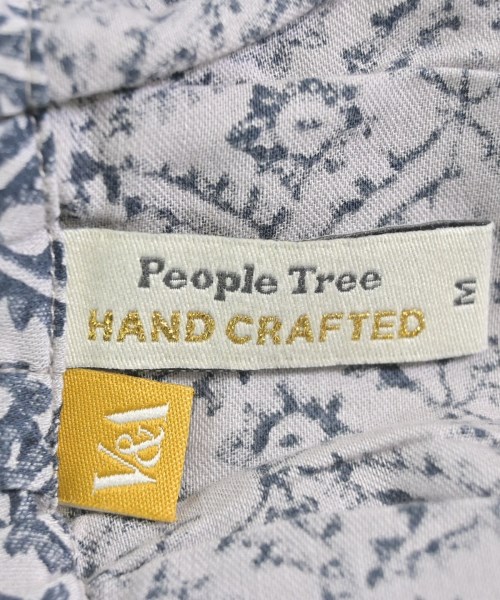 People Tree
HAND CRAFTED
M
V&A